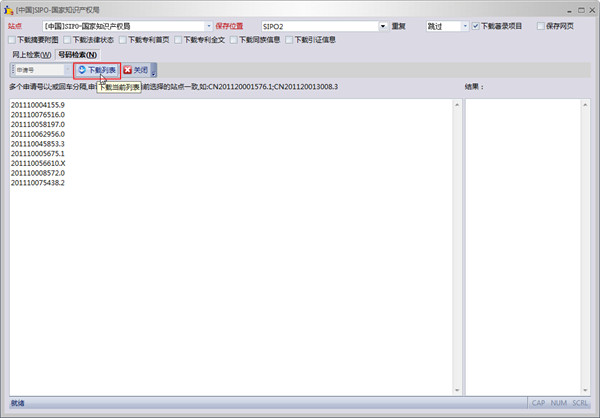 [中国]SIPO-国家知识产权局
站点 [中国]SIPO-国家知识产权局 保存位置 SIPO2 重复 跳过 下载著录项目 保存网页
下载摘要附图 下载法律状态 下载专利首页 下载专利全文 下载同族信息 下载引证信息
网上检索(W) 号码检索(N)
申请号 下载列表 关闭
多个申请号以;或回车分隔,申 前选择的站点一致,如:CN201120001576.1;CN201120013008.3 结果：
下载当前列表
201110004155.9
201110076516.0
201110058197.0
201110062956.0
201110045853.3
201110005675.1
201110056610.X
201110008572.0
201110075438.2
就绪 CAP NUM SCRL